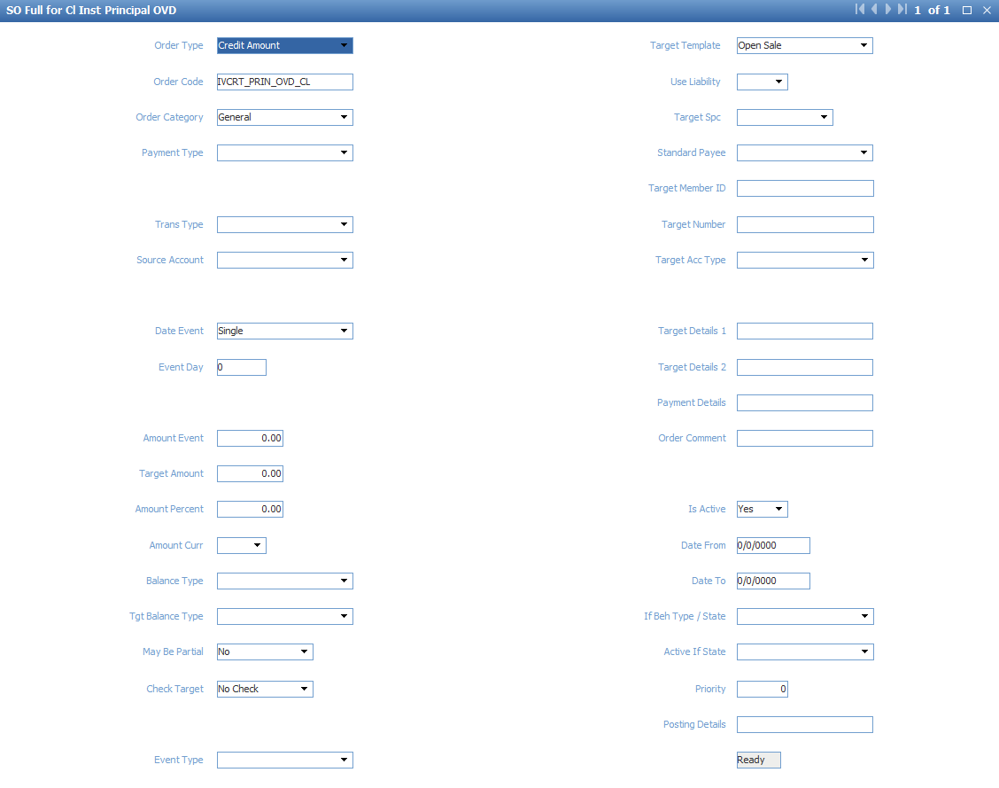 SO Full for Cl Inst Principal OVD 1 of 1
Order Type Credit Amount Target Template Open Sale
Order Code IVCRT_PRIN_OVD_CL Use Liability
Order Category General Target Spc
Payment Type Standard Payee
Target Member ID
Trans Type Target Number
Source Account Target Acc Type
Date Event Single Target Details 1
Event Day 0 Target Details 2
Payment Details
Amount Event 0.00 Order Comment
Target Amount 0.00
Amount Percent 0.00 Is Active Yes
Amount Curr Date From 0/0/0000
Balance Type Date To 0/0/0000
Tgt Balance Type If Beh Type / State
May Be Partial No Active If State
Check Target No Check Priority 0
Posting Details
Event Type Ready